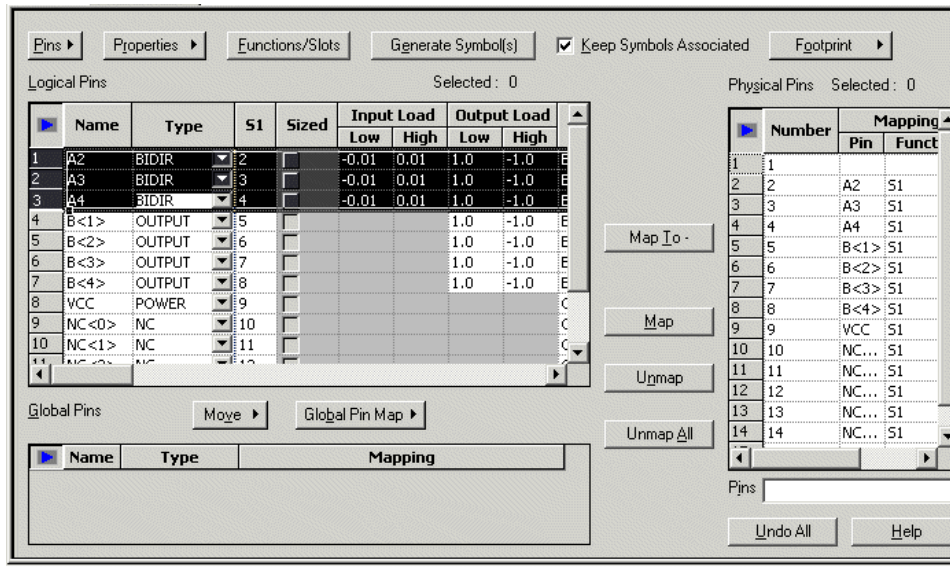 Pins Properties Functions/Slots Generate Symbol(s) Keep Symbols Associated Footprint
Logical Pins Selected : 0 Physical Pins Selected : 0
Name Type S1 Sized Input Load Output Load
Low High Low High
1 A2 BIDIR 2 -0.01 0.01 1.0 -1.0
2 A3 BIDIR 3 -0.01 0.01 1.0 -1.0
3 A4 BIDIR 4 -0.01 0.01 1.0 -1.0
4 B<1> OUTPUT 5 1.0 -1.0
5 B<2> OUTPUT 6 1.0 -1.0
6 B<3> OUTPUT 7 1.0 -1.0
7 B<4> OUTPUT 8 1.0 -1.0
8 VCC POWER 9
9 NC<0> NC 10
10 NC<1> NC 11
Number Mapping
Pin Funct
1 1
2 2 A2 S1
3 3 A3 S1
4 4 A4 S1
5 5 B<1> S1
6 6 B<2> S1
7 7 B<3> S1
8 8 B<4> S1
9 9 VCC S1
10 10 NC... S1
11 11 NC... S1
12 12 NC... S1
13 13 NC... S1
14 14 NC... S1
Map To -
Map
Unmap
Unmap All
Global Pins Move Global Pin Map
Name Type Mapping
Pins
Undo All Help